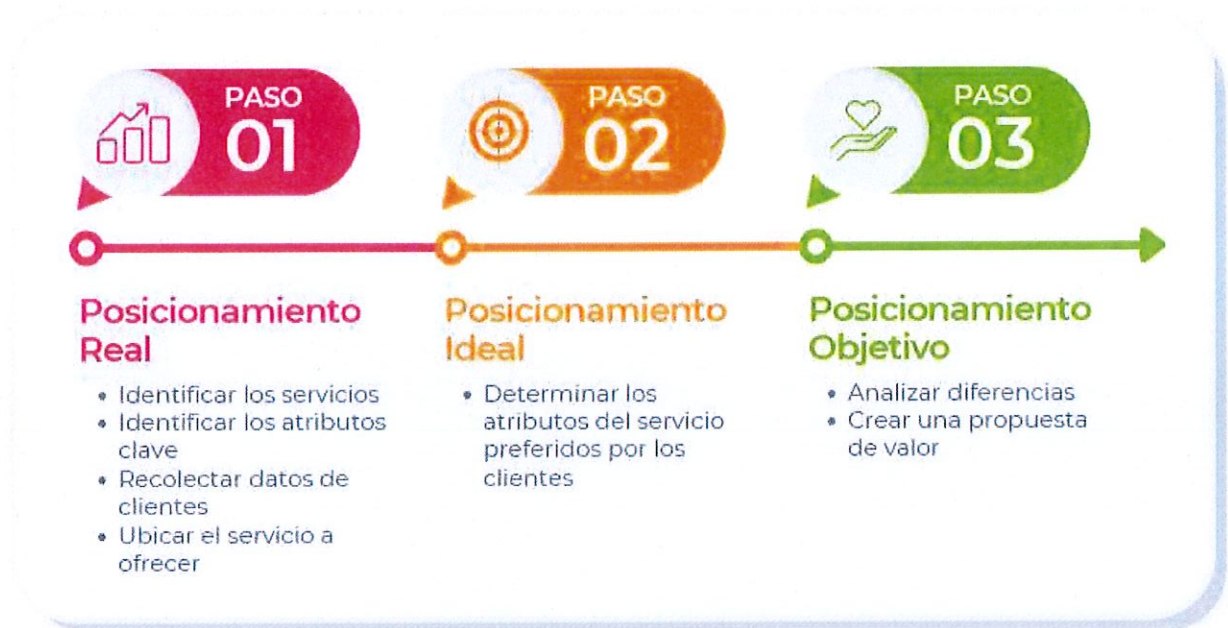 PASO
01
PASO
02
PASO
03
Posicionamiento
Real
• Identificar los servicios
• Identificar los atributos
clave
• Recolectar datos de
clientes
• Ubicar el servicio a
ofrecer
Posicionamiento
Ideal
• Determinar los
atributos del servicio
preferidos por los
clientes
Posicionamiento
Objetivo
• Analizar diferencias
• Crear una propuesta
de valor